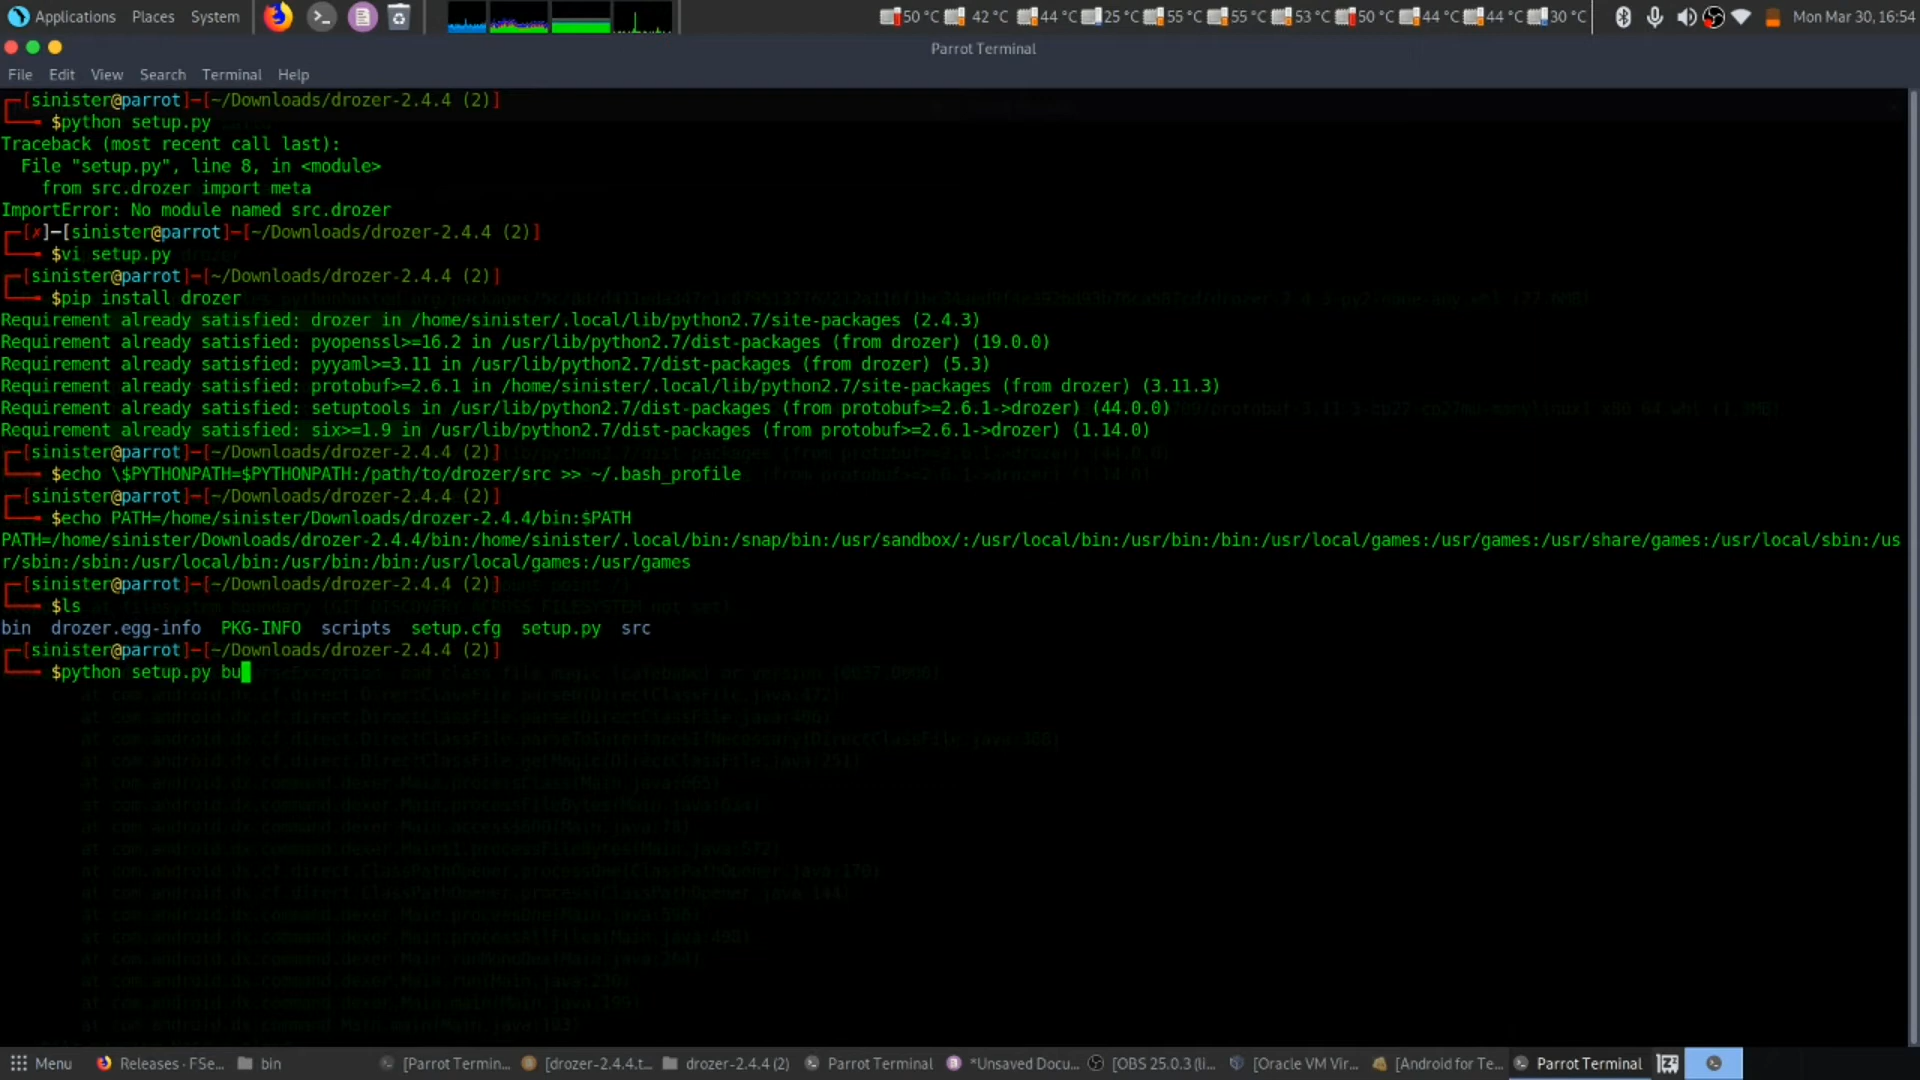 Applications Places System 50 °C 42 °C 44 °C 25 °C 55 °C 55 °C 53 °C 50 °C 44 °C 44 °C 30 °C Mon Mar 30, 16:54
Parrot Terminal
File Edit View Search Terminal Help
[sinister@parrot]─[~/Downloads/drozer-2.4.4 (2)]
$python setup.py
Traceback (most recent call last):
File "setup.py", line 8, in <module>
from src.drozer import meta
ImportError: No module named src.drozer
[✗]─[sinister@parrot]─[~/Downloads/drozer-2.4.4 (2)]
$vi setup.py
[sinister@parrot]─[~/Downloads/drozer-2.4.4 (2)]
$pip install drozer
Requirement already satisfied: drozer in /home/sinister/.local/lib/python2.7/site-packages (2.4.3)
Requirement already satisfied: pyopenssl>=16.2 in /usr/lib/python2.7/dist-packages (from drozer) (19.0.0)
Requirement already satisfied: pyyaml>=3.11 in /usr/lib/python2.7/dist-packages (from drozer) (5.3)
Requirement already satisfied: protobuf>=2.6.1 in /home/sinister/.local/lib/python2.7/site-packages (from drozer) (3.11.3)
Requirement already satisfied: setuptools in /usr/lib/python2.7/dist-packages (from protobuf>=2.6.1->drozer) (44.0.0)
Requirement already satisfied: six>=1.9 in /usr/lib/python2.7/dist-packages (from protobuf>=2.6.1->drozer) (1.14.0)
[sinister@parrot]─[~/Downloads/drozer-2.4.4 (2)]
$echo \$PYTHONPATH=$PYTHONPATH:/path/to/drozer/src >> ~/.bash_profile
[sinister@parrot]─[~/Downloads/drozer-2.4.4 (2)]
$echo PATH=/home/sinister/Downloads/drozer-2.4.4/bin:$PATH
PATH=/home/sinister/Downloads/drozer-2.4.4/bin:/home/sinister/.local/bin:/snap/bin:/usr/sandbox/:/usr/local/bin:/usr/bin:/bin:/usr/local/games:/usr/games:/usr/share/games:/usr/local/sbin:/us
r/sbin:/sbin:/usr/local/bin:/usr/bin:/bin:/usr/local/games:/usr/games
[sinister@parrot]─[~/Downloads/drozer-2.4.4 (2)]
$ls
bin drozer.egg-info PKG-INFO scripts setup.cfg setup.py src
[sinister@parrot]─[~/Downloads/drozer-2.4.4 (2)]
$python setup.py bu
Menu Releases · FSe... bin [Parrot Termin... [drozer-2.4.4.t... drozer-2.4.4 (2) Parrot Terminal *Unsaved Docu... [OBS 25.0.3 (li... [Oracle VM Vir... [Android for Te... Parrot Terminal